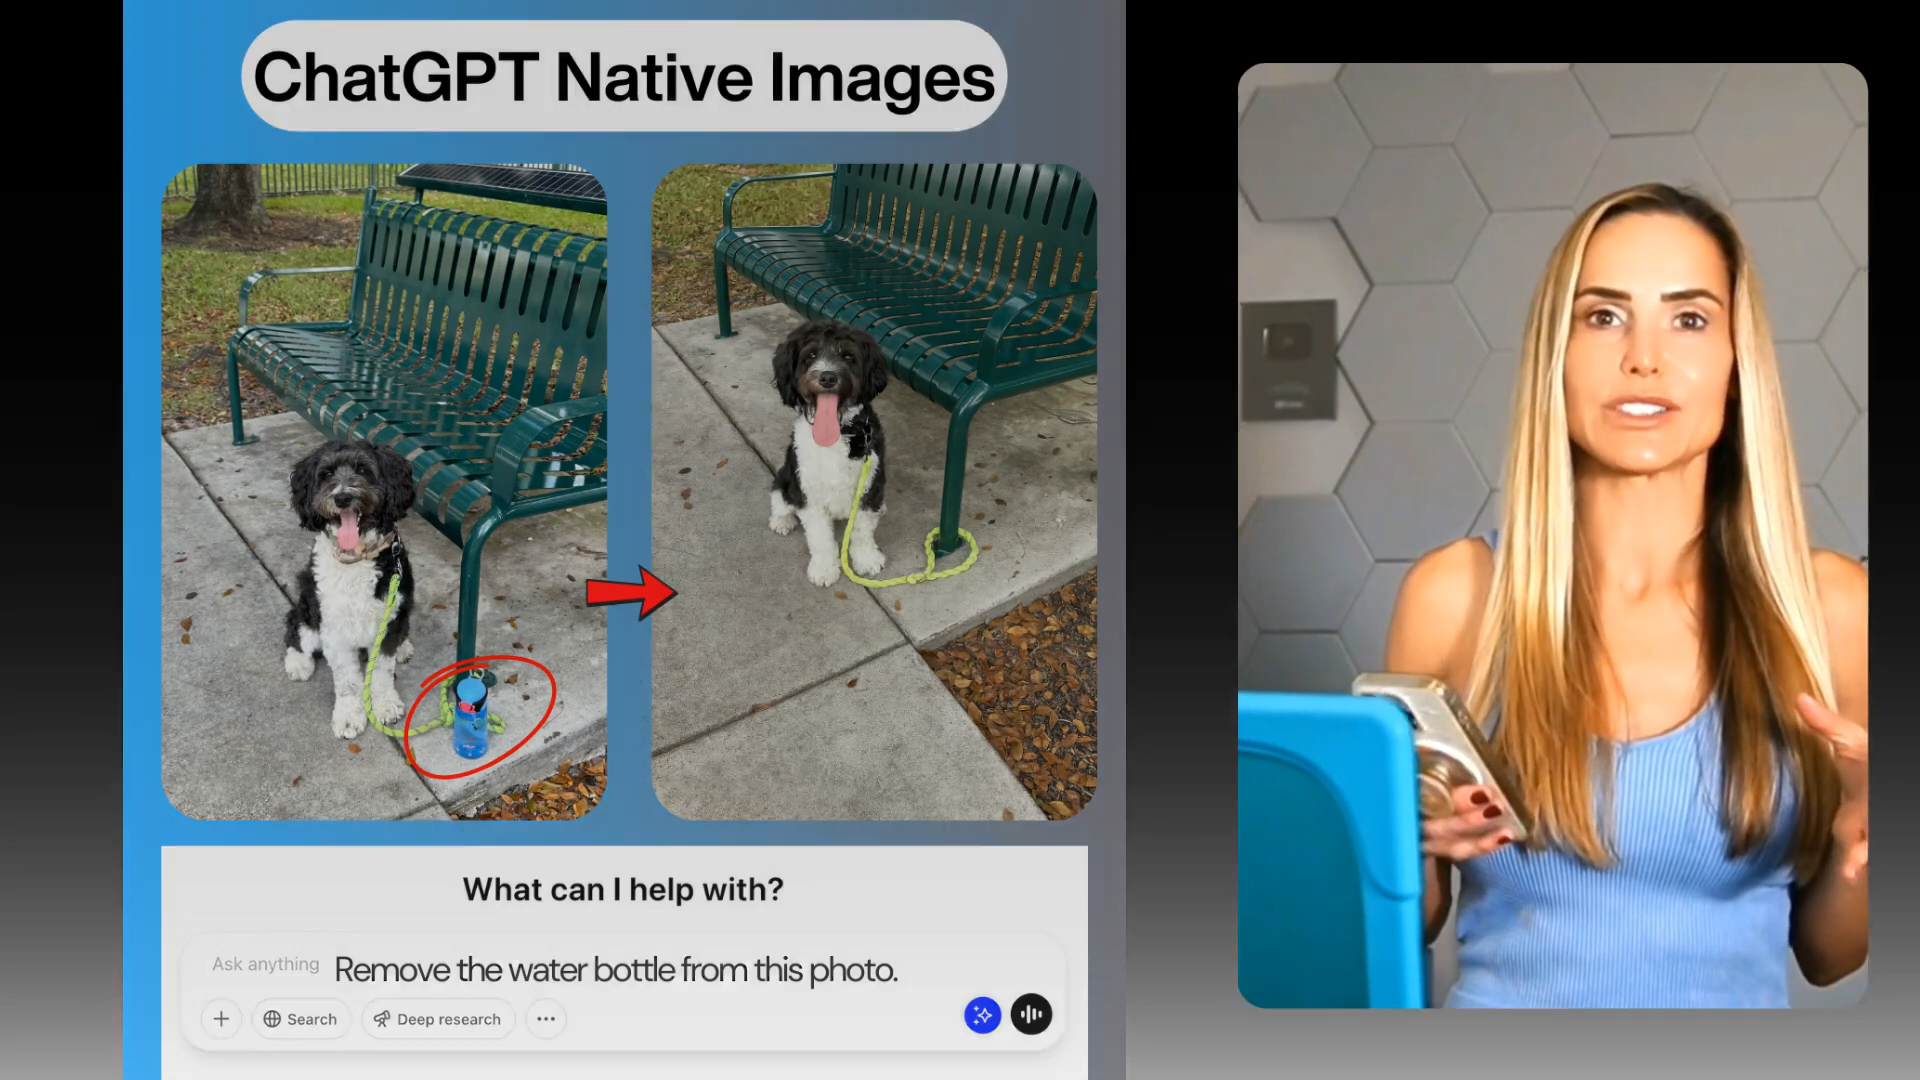 ChatGPT Native Images
What can I help with?
Ask anything
Remove the water bottle from this photo.
Search
Deep research